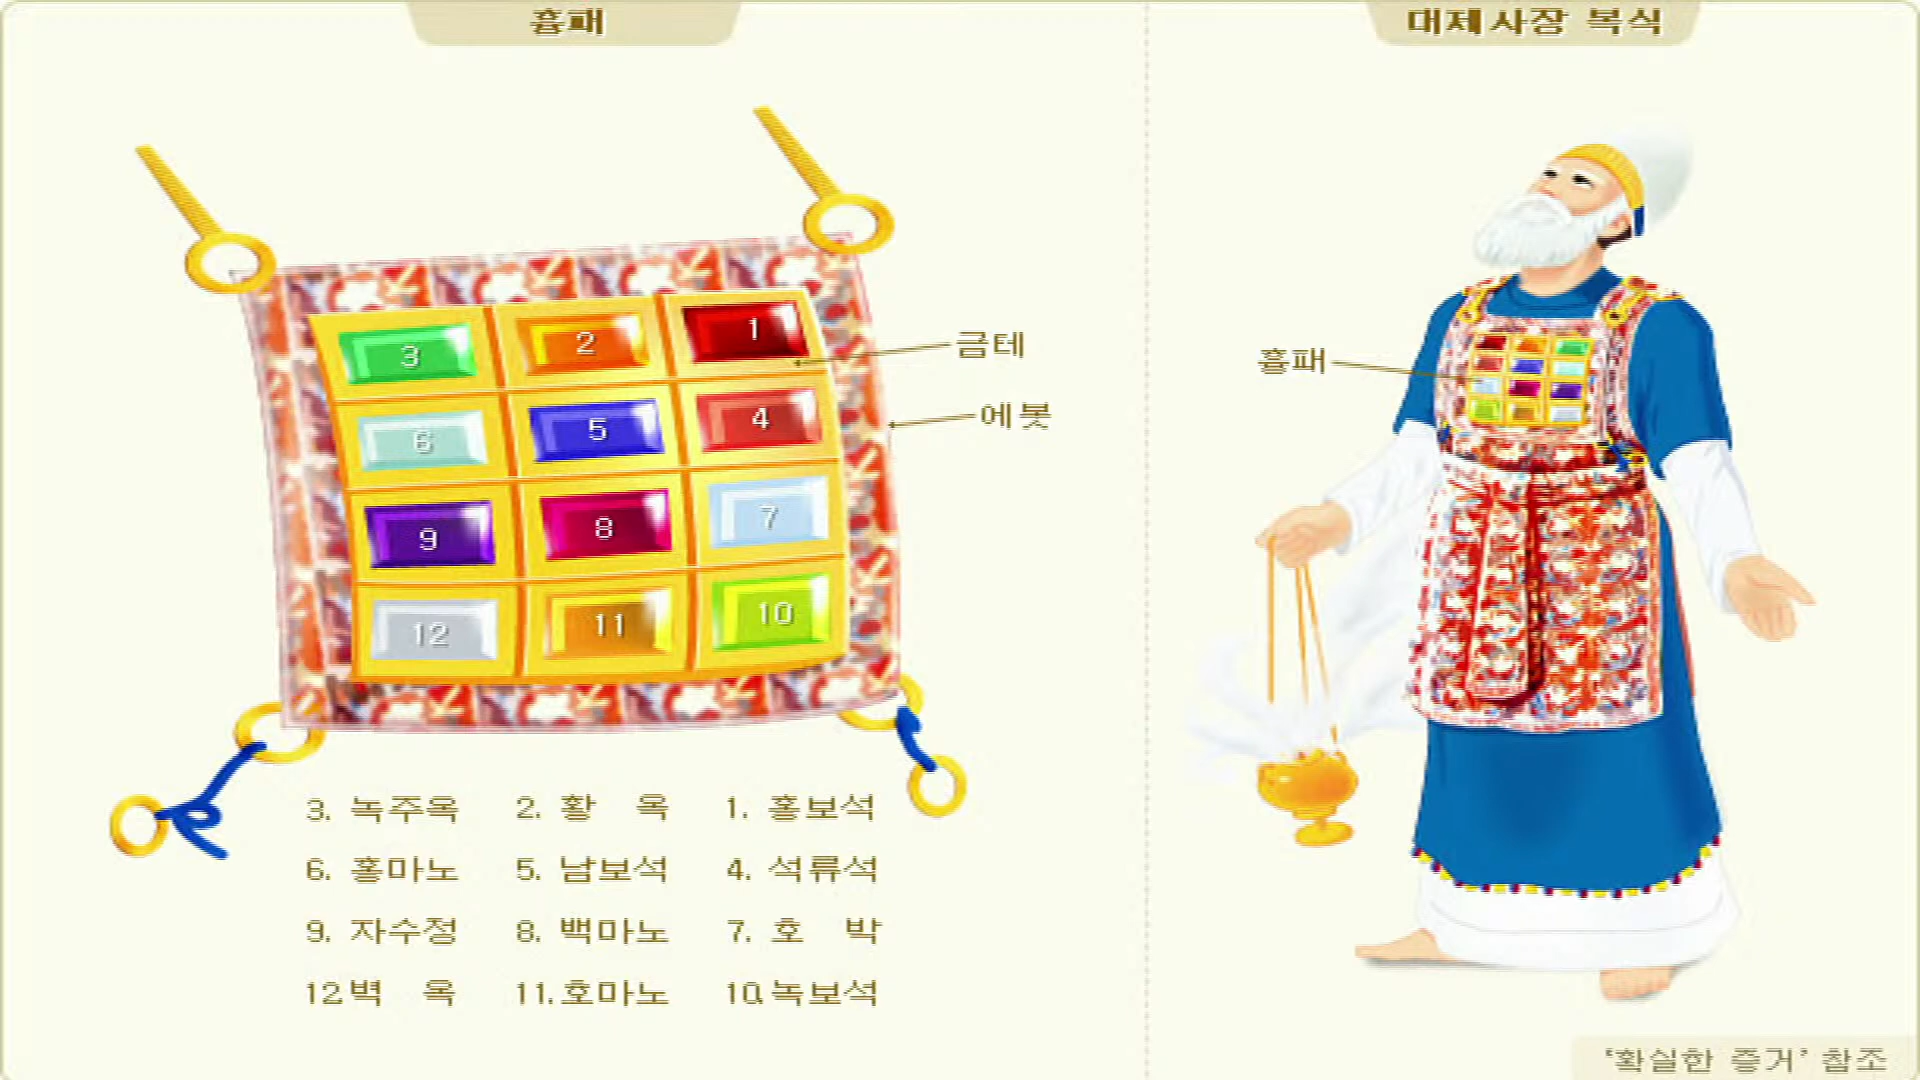 흉패
대제사장 복식
3 2 1
6 5 4
9 8 7
12 11 10
금테
에봇
흉패
3. 녹주옥 2. 황 옥 1. 홍보석
6. 홍마노 5. 남보석 4. 석류석
9. 자수정 8. 백마노 7. 호 박
12벽 옥 11.호마노 10.녹보석
'확실한 증거' 참조